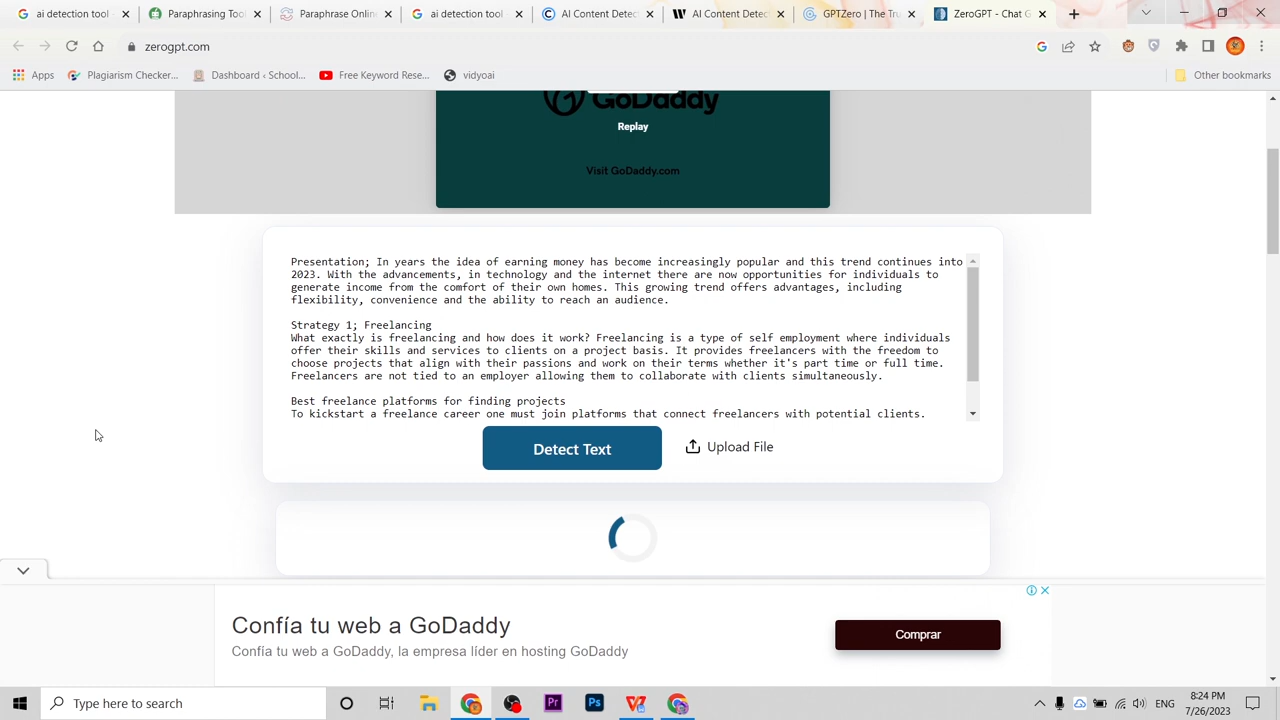 ai detection tool -
Paraphrasing Tool
Paraphrase Online:
ai detection tool -
AI Content Detect
AI Content Detect
GPTZero | The Tru
ZeroGPT - Chat G
zerogpt.com
Apps
Plagiarism Checker...
Dashboard ‹ School...
Free Keyword Rese...
vidyoai
Other bookmarks
GoDaddy
Replay
Visit GoDaddy.com
Presentation; In years the idea of earning money has become increasingly popular and this trend continues into
2023. With the advancements, in technology and the internet there are now opportunities for individuals to
generate income from the comfort of their own homes. This growing trend offers advantages, including
flexibility, convenience and the ability to reach an audience.
Strategy 1; Freelancing
What exactly is freelancing and how does it work? Freelancing is a type of self employment where individuals
offer their skills and services to clients on a project basis. It provides freelancers with the freedom to
choose projects that align with their passions and work on their terms whether it's part time or full time.
Freelancers are not tied to an employer allowing them to collaborate with clients simultaneously.
Best freelance platforms for finding projects
To kickstart a freelance career one must join platforms that connect freelancers with potential clients.
Detect Text
Upload File
Confía tu web a GoDaddy
Confía tu web a GoDaddy, la empresa líder en hosting GoDaddy
Comprar
Type here to search
Pr
Ps
ENG
8:24 PM
7/26/2023